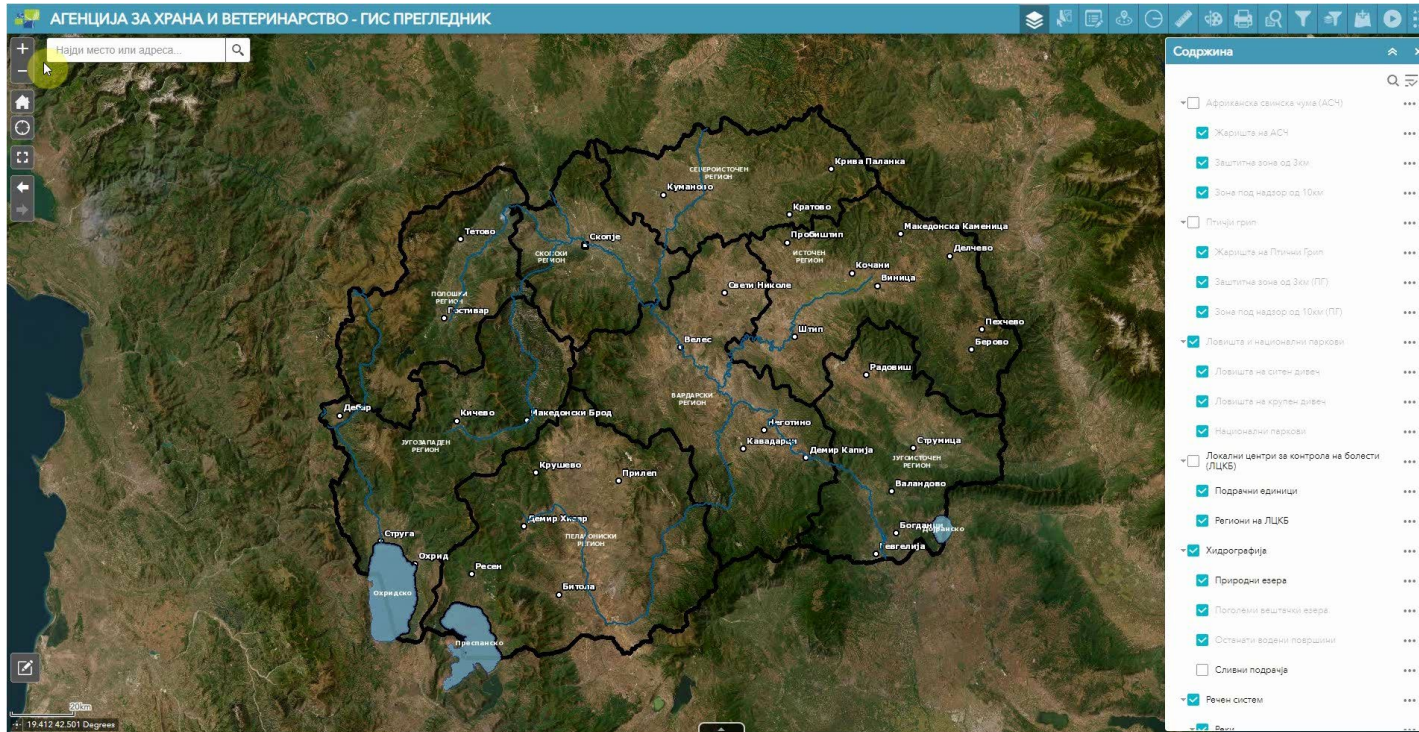 АГЕНЦИЈА ЗА ХРАНА И ВЕТЕРИНАРСТВО - ГИС ПРЕГЛЕДНИК
Најди место или адреса...
Содржина
Африканска свинска чума (АСЧ)
Жаришта на АСЧ
Заштитна зона од 3км
Зона под надзор од 10км
Птичји грип
Жаришта на Птични Грип
Заштитна зона од 3км (ПГ)
Зона под надзор од 10км (ПГ)
Ловишта и национални паркови
Ловишта на ситен дивеч
Ловишта на крупен дивеч
Национални паркови
Локални центри за контрола на болести
(ЛЦКБ)
Подрачни единици
Региони на ЛЦКБ
Хидрографија
Природни езера
Поголеми вештачки езера
Останати водени површини
Сливни подрачја
Речен систем
Реки
Крива Паланка
СЕВЕРОИСТОЧЕН
РЕГИОН
Куманово
Кратово
Македонска Каменица
Тетово
Скопје
Пробиштип
Делчево
СКОПСКИ
РЕГИОН
ИСТОЧЕН
РЕГИОН
Кочани
Виница
Свети Николе
ПОЛОШКИ
РЕГИОН
Гостивар
Пехчево
Штип
Велес
Берово
Радовиш
ВАРДАРСКИ
РЕГИОН
Дебар
Кичево
Македонски Брод
Неготино
ЈУГОЗАПАДЕН
РЕГИОН
Кавадарци
Демир Капија
Струмица
ЈУГОИСТОЧЕН
РЕГИОН
Крушево
Прилеп
Валандово
Демир Хисар
ПЕЛАГОНИСКИ
РЕГИОН
Богданци
Дојранско
Струга
Гевгелија
Охрид
Ресен
Битола
Охридско
Преспанско
20km
19.412 42.501 Degrees